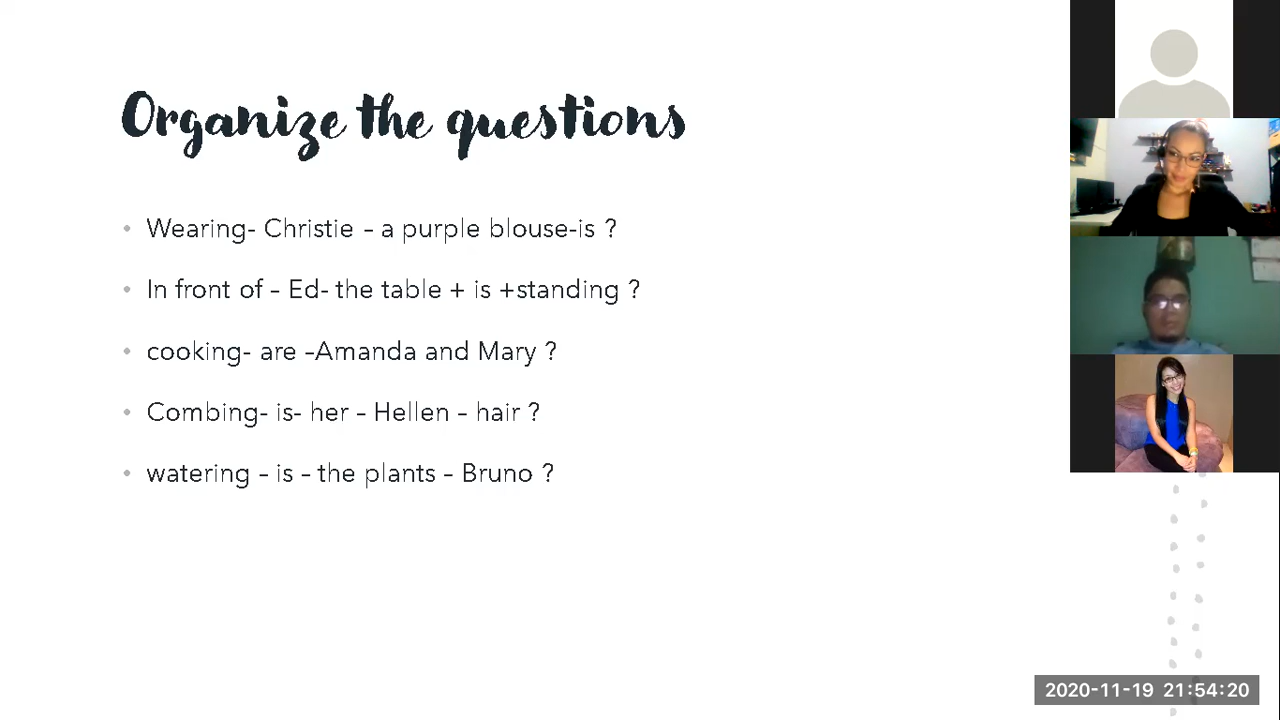 Organize the questions
• Wearing- Christie – a purple blouse-is ?
• In front of – Ed- the table + is +standing ?
• cooking- are –Amanda and Mary ?
• Combing- is- her – Hellen – hair ?
• watering – is – the plants – Bruno ?
2020-11-19 21:54:20